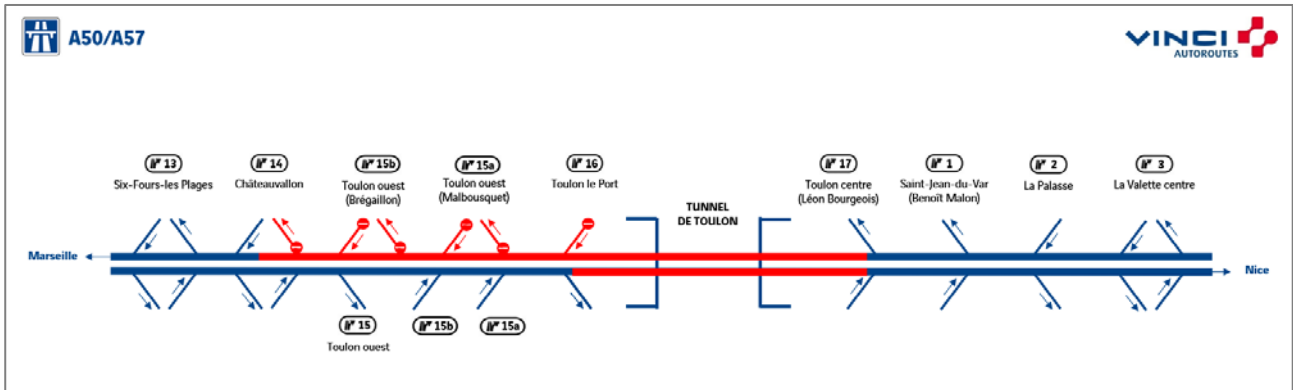 A50/A57
VINCI
AUTOROUTES
13
Six-Fours-les Plages
14
Châteauvallon
15b
Toulon ouest
(Brégaillon)
15a
Toulon ouest
(Malbousquet)
16
Toulon le Port
TUNNEL
DE TOULON
17
Toulon centre
(Léon Bourgeois)
1
Saint-Jean-du-Var
(Benoît Malon)
2
La Palasse
3
La Valette centre
Marseille
Nice
15
Toulon ouest
15b
15a